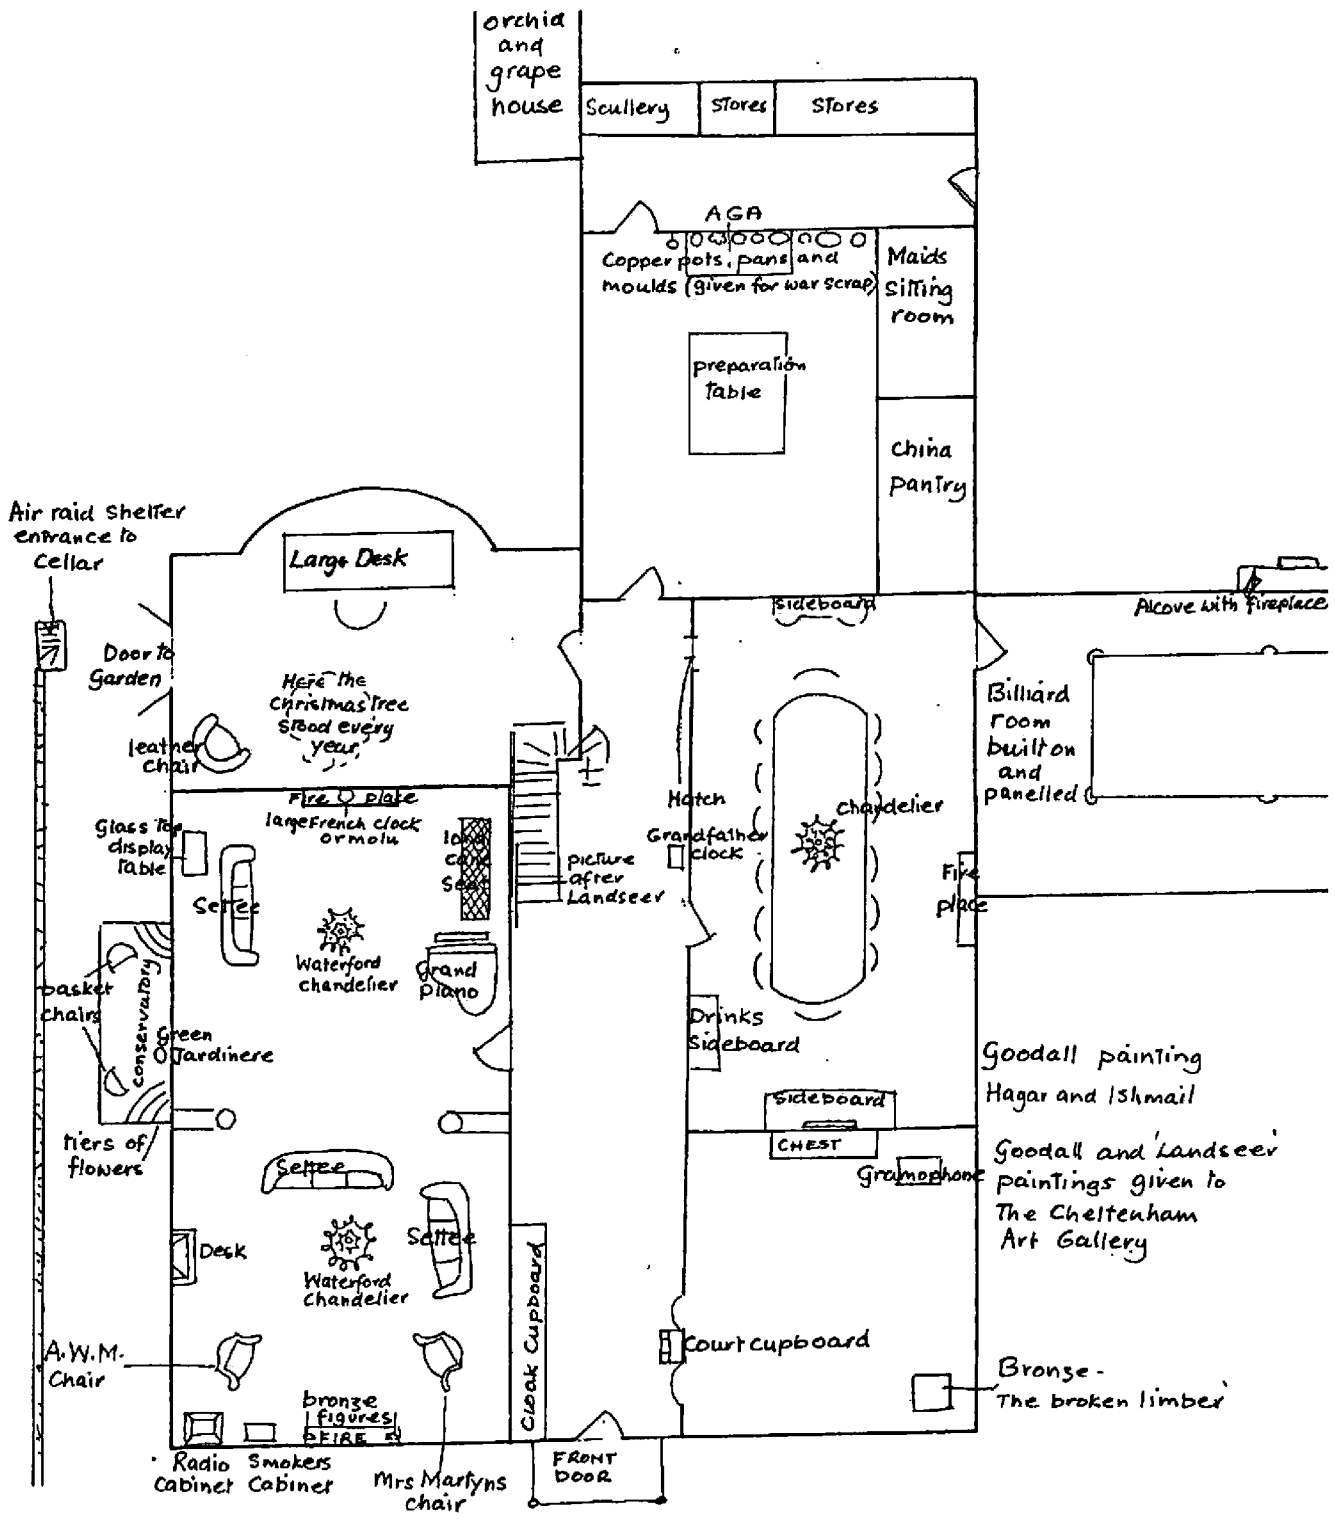 orchid
and
grape
house
Scullery
Stores
Stores
AGA
Copper pots, pans and
moulds (given for war scrap)
Maids
Sitting
room
preparation
table
China
pantry
Air raid Shelter
entrance to
Cellar
Large Desk
Door to
Garden
Here the
Christmas Tree
Stood every
year
leather
chair
Sideboard
Alcove with fireplace
Billiard
room
built on
and
panelled
Hatch
Chandelier
Grandfather
clock
Fire place
large French clock
ormolu
Glass top
display
table
long
cane
Seat
picture
after
Landseer
Settee
Fire
place
Waterford
chandelier
Grand
piano
basket
chairs
conservatory
Green
Jardinere
Drinks
Sideboard
Goodall painting
Hagar and Ishmail
Sideboard
CHEST
tiers of
flowers
Gramophone
Goodall and 'Landseer'
paintings given to
The Cheltenham
Art Gallery
Settee
Settee
Desk
Waterford
Chandelier
Cloak Cupboard
Court cupboard
A.W.M.
Chair
Bronze -
'The broken limber'
bronze
figures
FIRE
Radio
Cabinet
Smokers
Cabinet
Mrs Martyns
chair
FRONT
DOOR